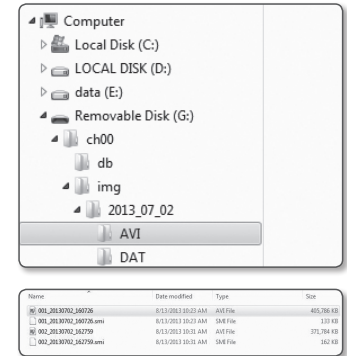 Computer
Local Disk (C:)
LOCAL DISK (D:)
data (E:)
Removable Disk (G:)
ch00
db
img
2013_07_02
AVI
DAT
Name Date modified Type Size
001_20130702_160726 8/13/2013 10:23 AM AVI File 405,786 KB
001_20130702_160726.smi 8/13/2013 10:23 AM SMI File 133 KB
002_20130702_162759 8/13/2013 10:31 AM AVI File 371,784 KB
002_20130702_162759.smi 8/13/2013 10:31 AM SMI File 162 KB